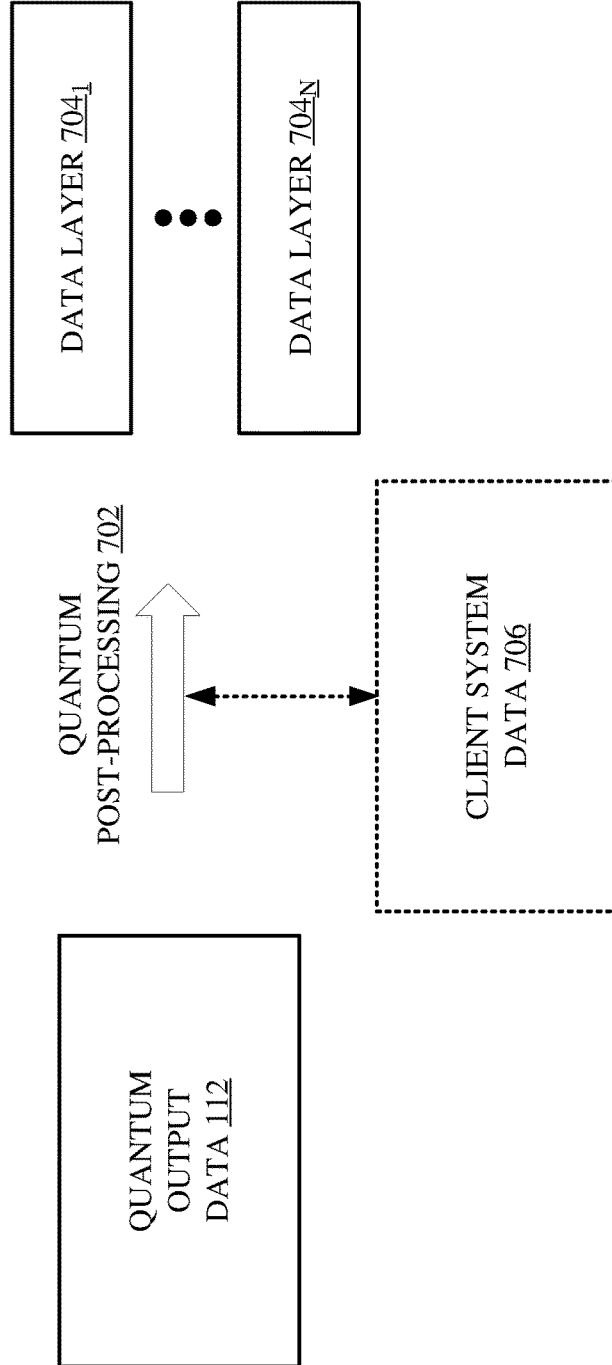 QUANTUM
OUTPUT
DATA 112
QUANTUM
POST-PROCESSING 702
CLIENT SYSTEM
DATA 706
DATA LAYER 704₁
DATA LAYER 704N